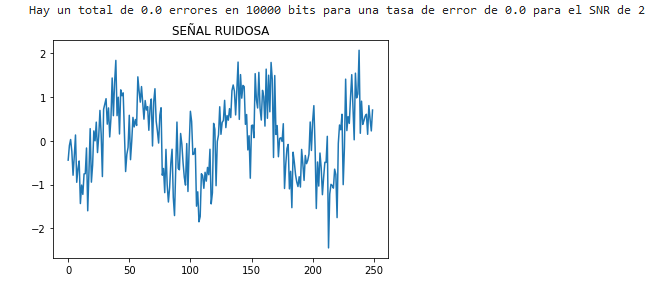 Hay un total de 0.0 errores en 10000 bits para una tasa de error de 0.0 para el SNR de 2
SEÑAL RUIDOSA
2
1
0
−1
−2
0 50 100 150 200 250